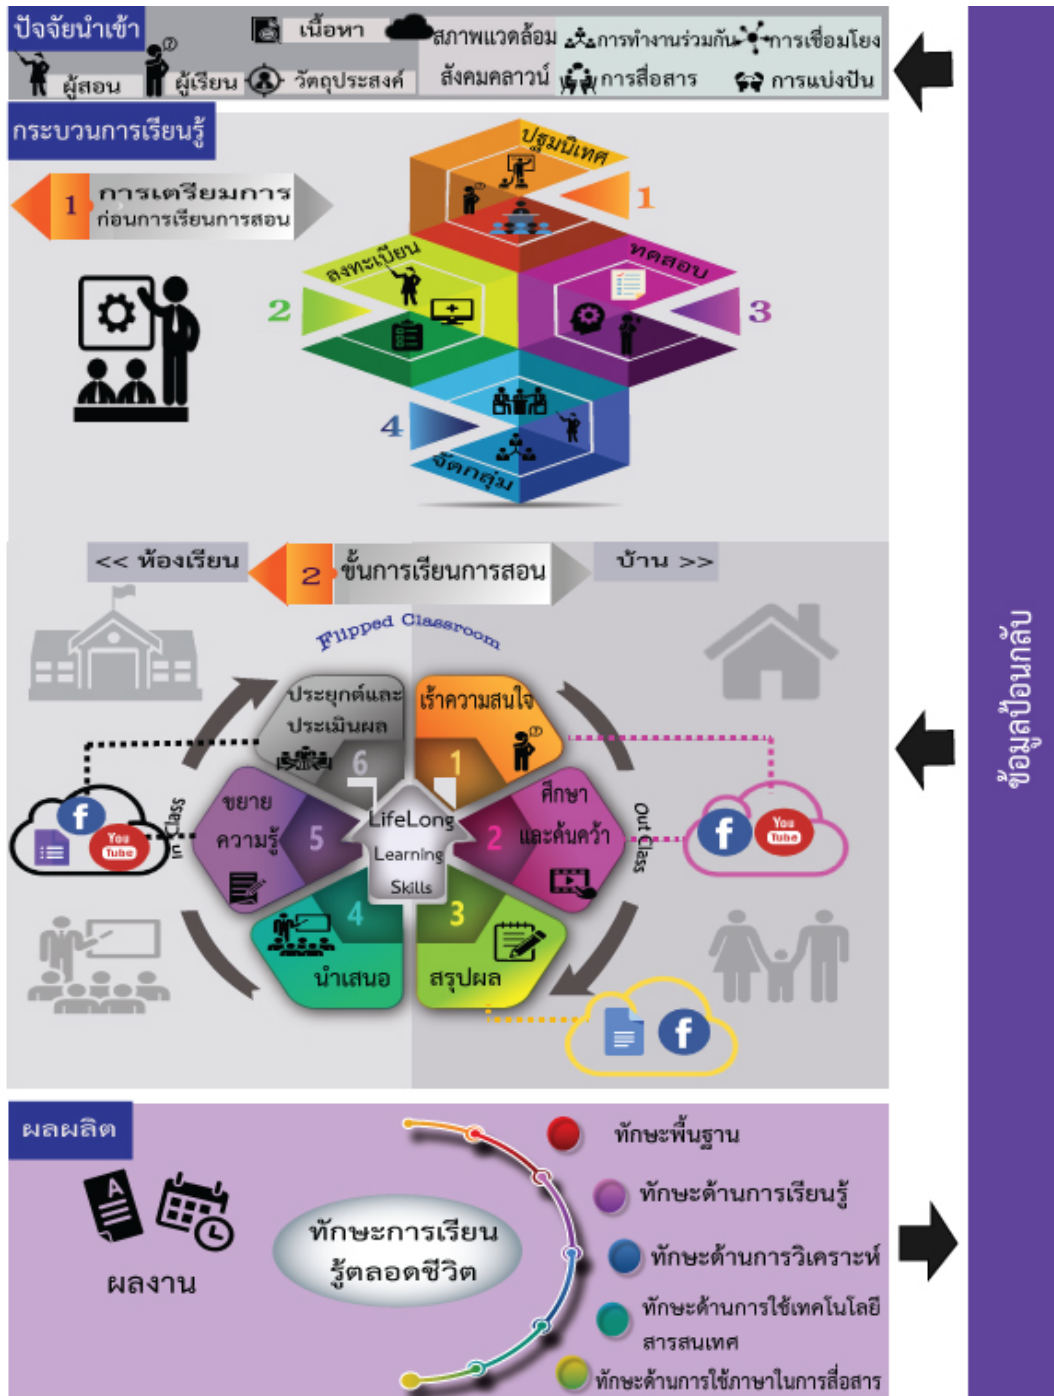 ปัจจัยนำเข้า
ผู้สอน
ผู้เรียน
เนื้อหา
วัตถุประสงค์
สภาพแวดล้อม
สังคมคลาวน์
การทำงานร่วมกัน
การเชื่อมโยง
การสื่อสาร
การแบ่งปัน
กระบวนการเรียนรู้
1
การเตรียมการ
ก่อนการเรียนการสอน
ปฐมนิเทศ
1
ลงทะเบียน
2
ทดสอบ
3
4
จัดกลุ่ม
<< ห้องเรียน
2
ขั้นการเรียนการสอน
บ้าน >>
Flipped Classroom
ประยุกต์และ
ประเมินผล
6
เร้าความสนใจ
1
ขยาย
ความรู้
5
ศึกษา
และค้นคว้า
2
LifeLong
Learning
Skills
4
นำเสนอ
3
สรุปผล
in Class
Out Class
f
You
Tube
f
You
Tube
f
ข้อมูลป้อนกลับ
ผลผลิต
A
ผลงาน
ทักษะการเรียน
รู้ตลอดชีวิต
ทักษะพื้นฐาน
ทักษะด้านการเรียนรู้
ทักษะด้านการวิเคราะห์
ทักษะด้านการใช้เทคโนโลยี
สารสนเทศ
ทักษะด้านการใช้ภาษาในการสื่อสาร